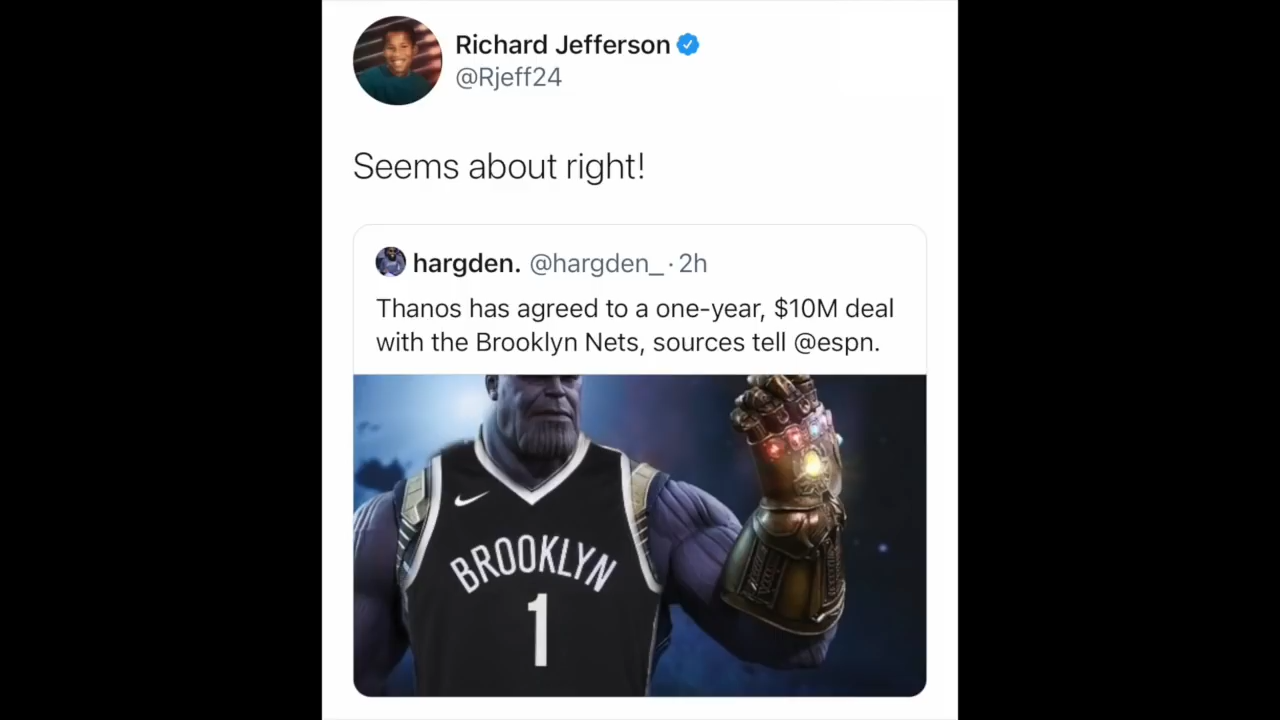 Richard Jefferson
@Rjeff24
Seems about right!
hargden. @hargden_ · 2h
Thanos has agreed to a one-year, $10M deal
with the Brooklyn Nets, sources tell @espn.
BROOKLYN
1